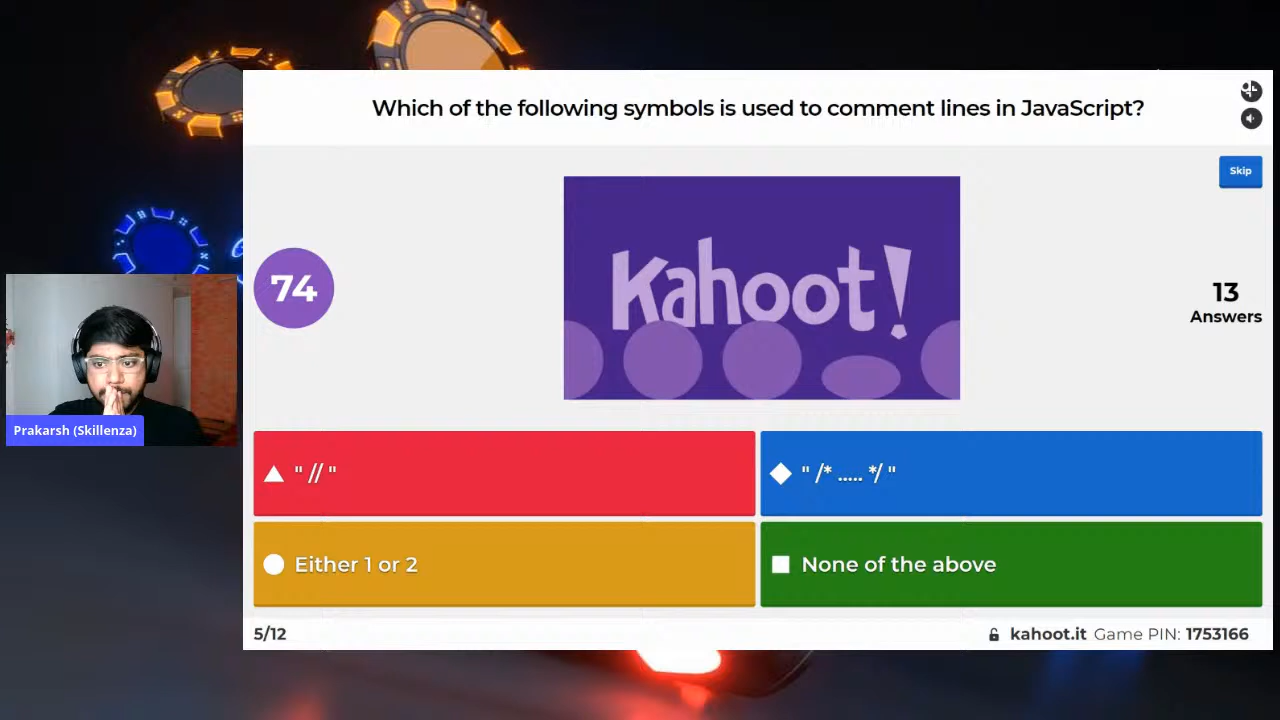 Which of the following symbols is used to comment lines in JavaScript?
Skip
74
Kahoot!
13
Answers
Prakarsh (Skillenza)
" // "
" /* ..... */ "
Either 1 or 2
None of the above
5/12
kahoot.it Game PIN: 1753166